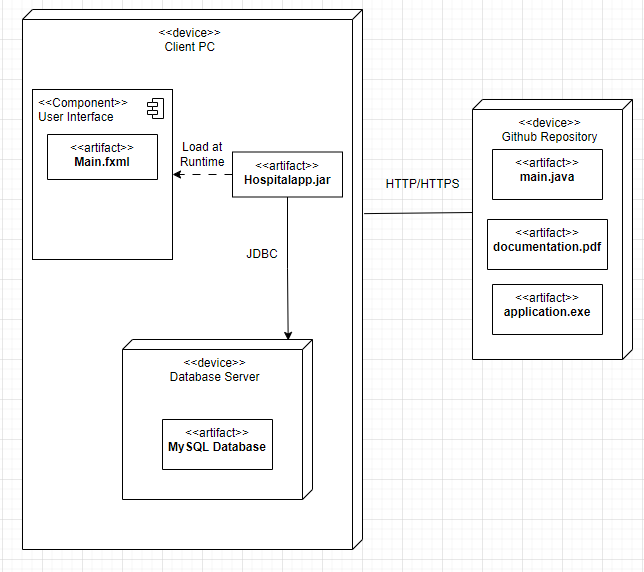 <<device>>
Client PC
<<Component>>
User Interface
<<artifact>>
Main.fxml
Load at
Runtime
<<artifact>>
Hospitalapp.jar
JDBC
<<device>>
Database Server
<<artifact>>
MySQL Database
HTTP/HTTPS
<<device>>
Github Repository
<<artifact>>
main.java
<<artifact>>
documentation.pdf
<<artifact>>
application.exe